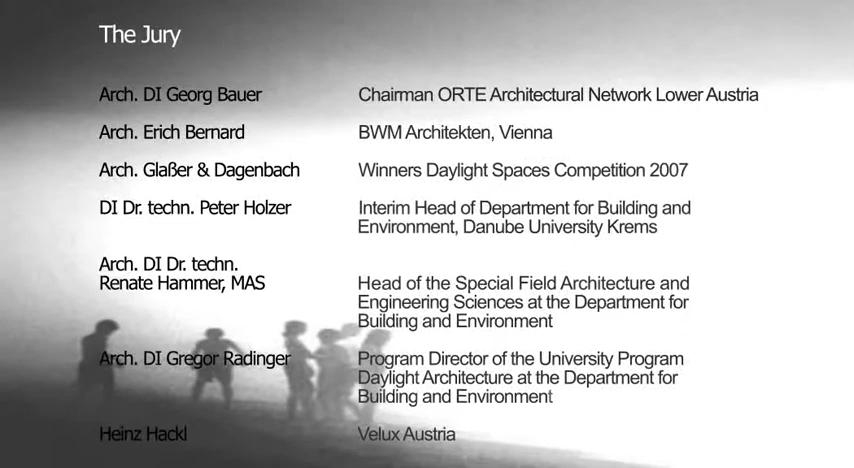 The Jury
Arch. DI Georg Bauer Chairman ORTE Architectural Network Lower Austria
Arch. Erich Bernard BWM Architekten, Vienna
Arch. Glaßer & Dagenbach Winners Daylight Spaces Competition 2007
DI Dr. techn. Peter Holzer Interim Head of Department for Building and
Environment, Danube University Krems
Arch. DI Dr. techn.
Renate Hammer, MAS Head of the Special Field Architecture and
Engineering Sciences at the Department for
Building and Environment
Arch. DI Gregor Radinger Program Director of the University Program
Daylight Architecture at the Department for
Building and Environment
Heinz Hackl Velux Austria